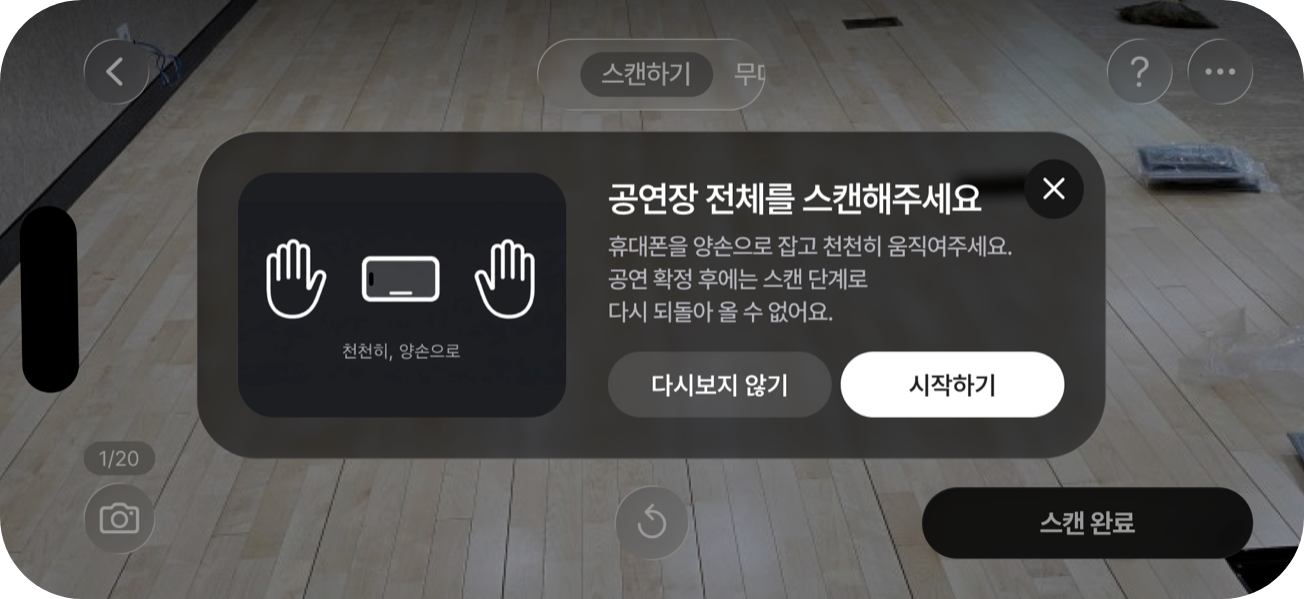 스캔하기
?
공연장 전체를 스캔해주세요
휴대폰을 양손으로 잡고 천천히 움직여주세요.
공연 확정 후에는 스캔 단계로
다시 되돌아 올 수 없어요.
천천히, 양손으로
다시보지 않기
시작하기
1/20
스캔 완료